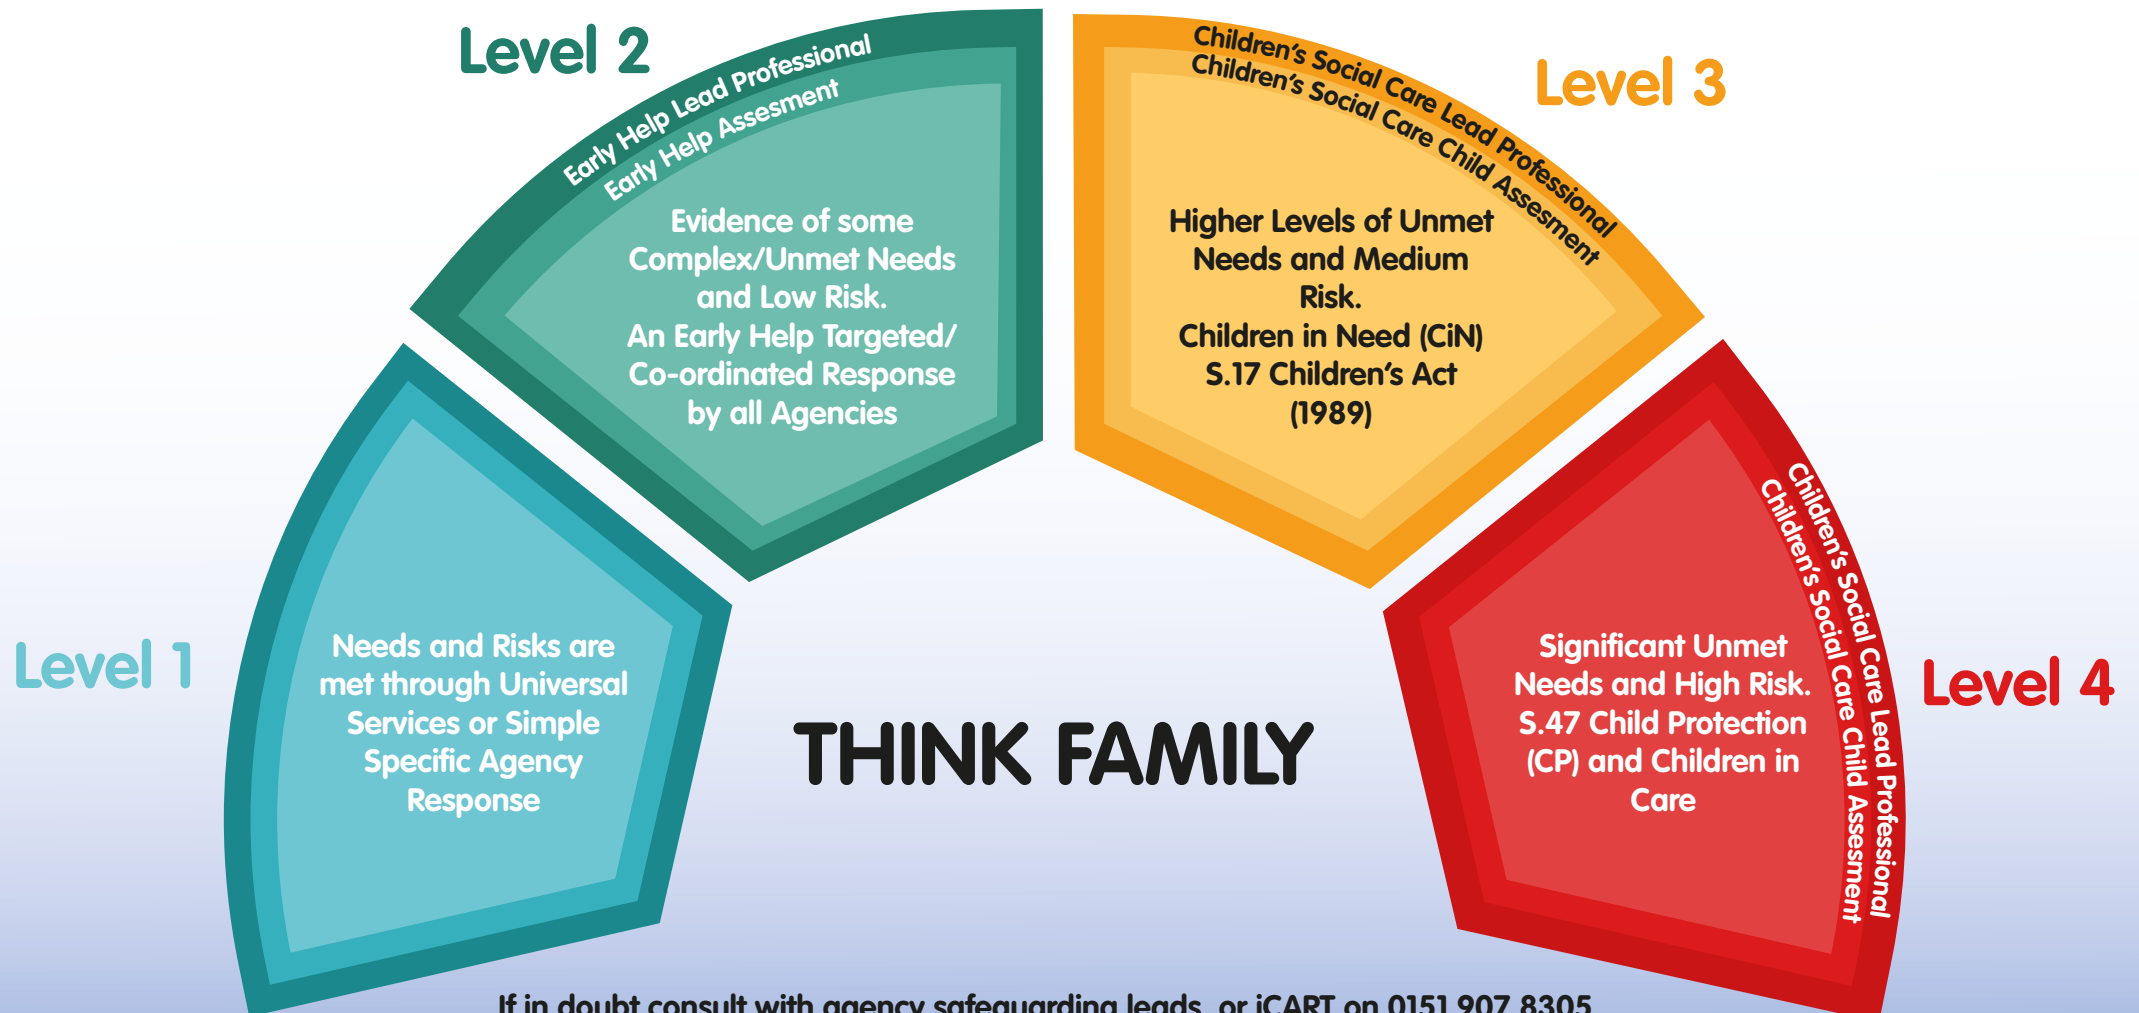 Level 1
Needs and Risks are
met through Universal
Services or Simple
Specific Agency
Response
Level 2
Early Help Lead Professional
Early Help Assesment
Evidence of some
Complex/Unmet Needs
and Low Risk.
An Early Help Targeted/
Co-ordinated Response
by all Agencies
Level 3
Children's Social Care Lead Professional
Children's Social Care Child Assesment
Higher Levels of Unmet
Needs and Medium
Risk.
Children in Need (CiN)
S.17 Children's Act
(1989)
Level 4
Children's Social Care Lead Professional
Children's Social Care Child Assesment
Significant Unmet
Needs and High Risk.
S.47 Child Protection
(CP) and Children in
Care
THINK FAMILY
If in doubt consult with agency safeguarding leads, or iCART on 0151 907 8305